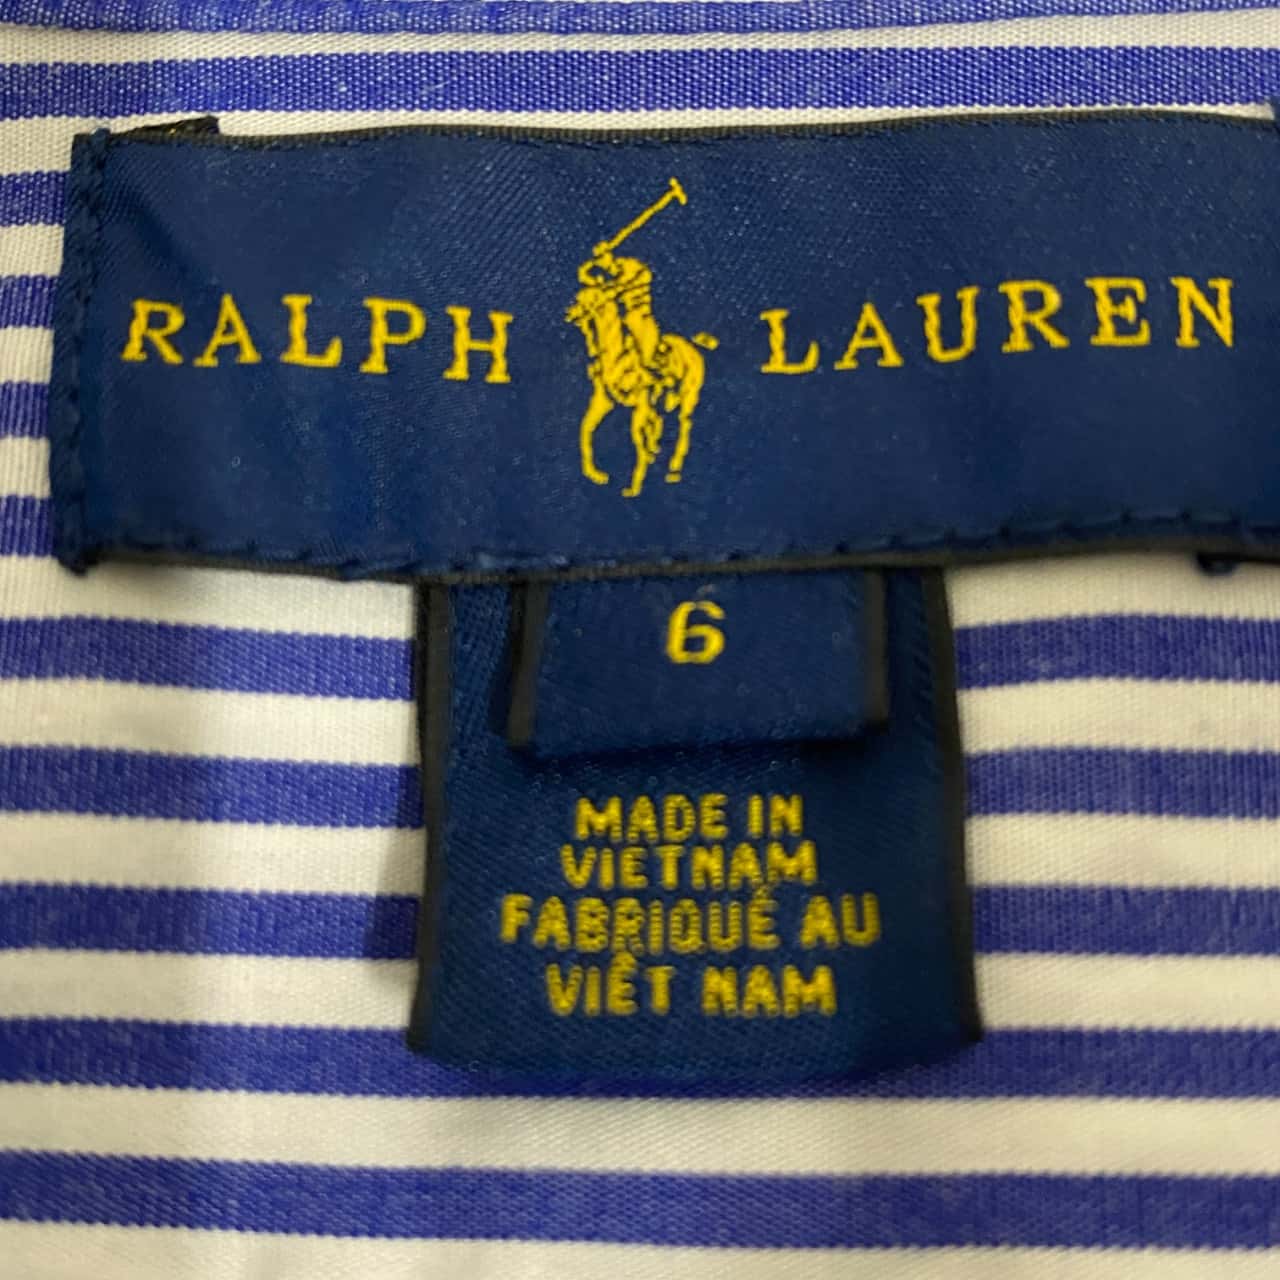 RALPH LAUREN
6
MADE IN
VIETNAM
FABRIQUÉ AU
VIÊT NAM